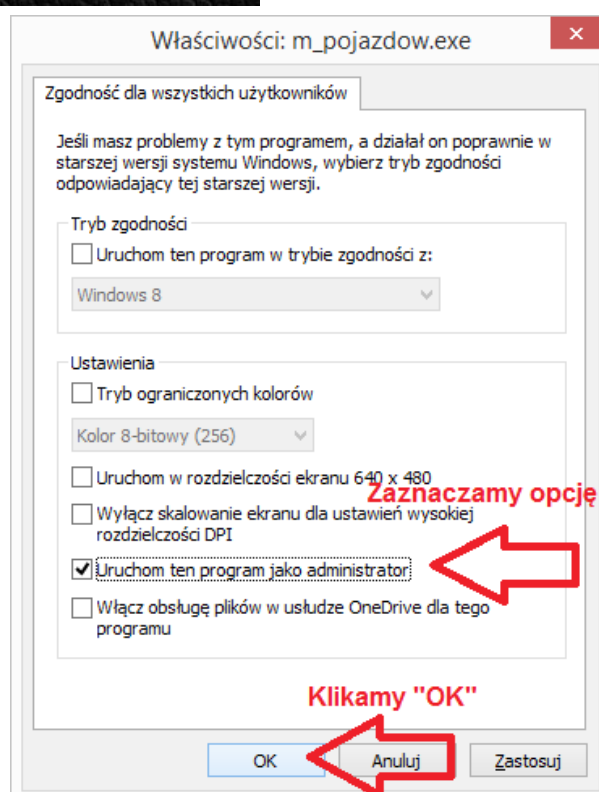 Właściwości: m_pojazdow.exe
Zgodność dla wszystkich użytkowników
Jeśli masz problemy z tym programem, a działał on poprawnie w
starszej wersji systemu Windows, wybierz tryb zgodności
odpowiadający tej starszej wersji.
Tryb zgodności
Uruchom ten program w trybie zgodności z:
Windows 8
Ustawienia
Tryb ograniczonych kolorów
Kolor 8-bitowy (256)
Uruchom w rozdzielczości ekranu 640 x 480
Zaznaczamy opcję
Wyłącz skalowanie ekranu dla ustawień wysokiej
rozdzielczości DPI
Uruchom ten program jako administrator
Włącz obsługę plików w usłudze OneDrive dla tego
programu
Klikamy "OK"
OK Anuluj Zastosuj